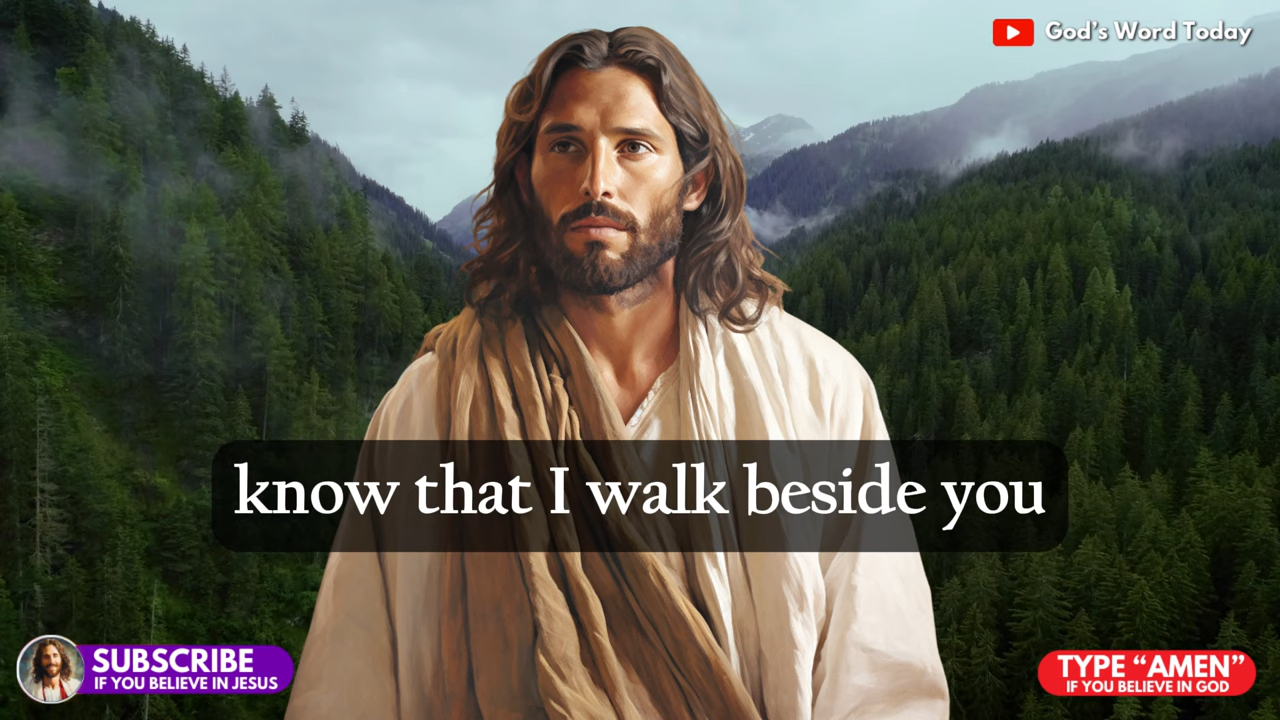 God's Word Today
know that I walk beside you
SUBSCRIBE
IF YOU BELIEVE IN JESUS
TYPE “AMEN”
IF YOU BELIEVE IN GOD